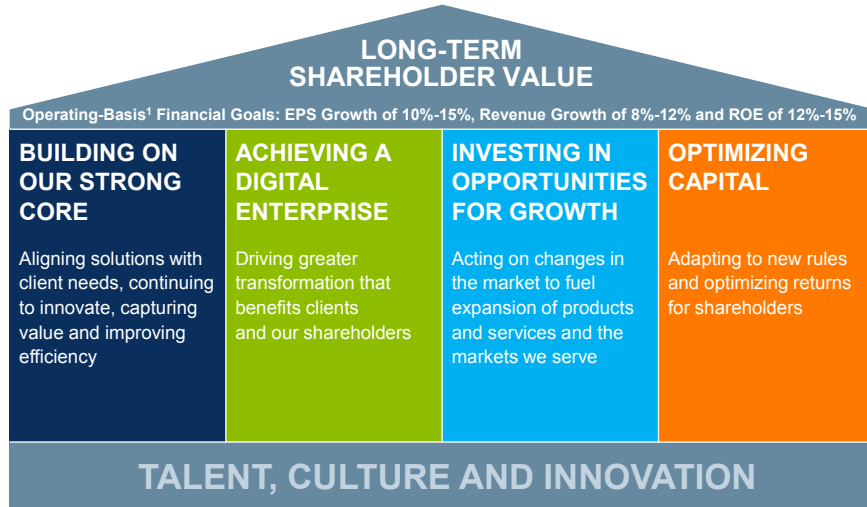 LONG-TERM
SHAREHOLDER VALUE
Operating-Basis¹ Financial Goals: EPS Growth of 10%-15%, Revenue Growth of 8%-12% and ROE of 12%-15%
BUILDING ON
OUR STRONG
CORE
Aligning solutions with
client needs, continuing
to innovate, capturing
value and improving
efficiency
ACHIEVING A
DIGITAL
ENTERPRISE
Driving greater
transformation that
benefits clients
and our shareholders
INVESTING IN
OPPORTUNITIES
FOR GROWTH
Acting on changes in
the market to fuel
expansion of products
and services and the
markets we serve
OPTIMIZING
CAPITAL
Adapting to new rules
and optimizing returns
for shareholders
TALENT, CULTURE AND INNOVATION